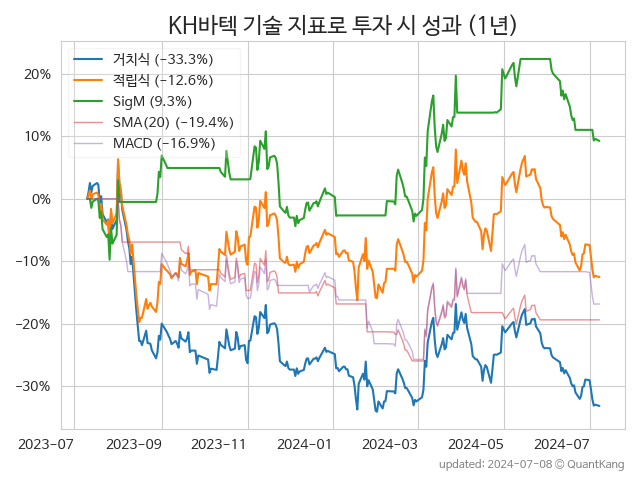 KH바텍 기술 지표로 투자 시 성과 (1년)
거치식 (−33.3%)
적립식 (−12.6%)
SigM (9.3%)
SMA(20) (−19.4%)
MACD (−16.9%)
20%
10%
0%
−10%
−20%
−30%
2023-07
2023-09
2023-11
2024-01
2024-03
2024-05
2024-07
updated: 2024-07-08 ⓒ QuantKang